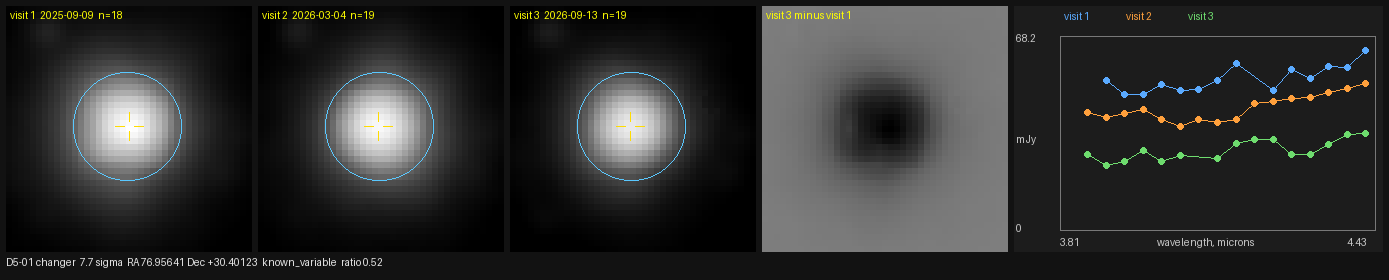 visit 1 2025-09-09 n=18
visit 2 2026-03-04 n=19
visit 3 2026-09-13 n=19
visit 3 minus visit 1
visit 1 visit 2 visit 3
68.2
mJy
0
3.81 wavelength, microns 4.43
D5-01 changer 7.7 sigma RA 76.95641 Dec +30.40123 known_variable ratio 0.52